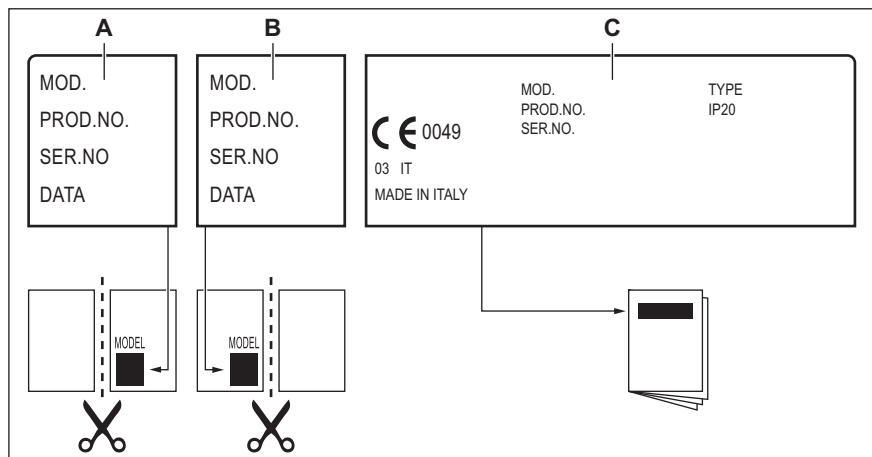 A
B
C
MOD.
PROD.NO.
SER.NO
DATA
MOD.
PROD.NO.
SER.NO
DATA
MOD.
PROD.NO.
SER.NO.
TYPE
IP20
CE 0049
03 IT
MADE IN ITALY
MODEL
MODEL